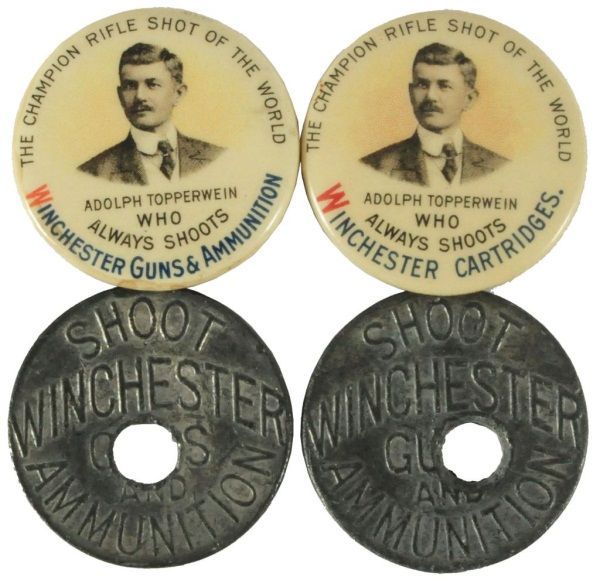 THE CHAMPION RIFLE SHOT OF THE WORLD
ADOLPH TOPPERWEIN
WHO
ALWAYS SHOOTS
WINCHESTER GUNS & AMMUNITION
THE CHAMPION RIFLE SHOT OF THE WORLD
ADOLPH TOPPERWEIN
WHO
ALWAYS SHOOTS
WINCHESTER CARTRIDGES.
SHOOT
WINCHESTER
G S
AND
AMMUNITION
SHOOT
WINCHESTER
GU
AND
AMMUNITION